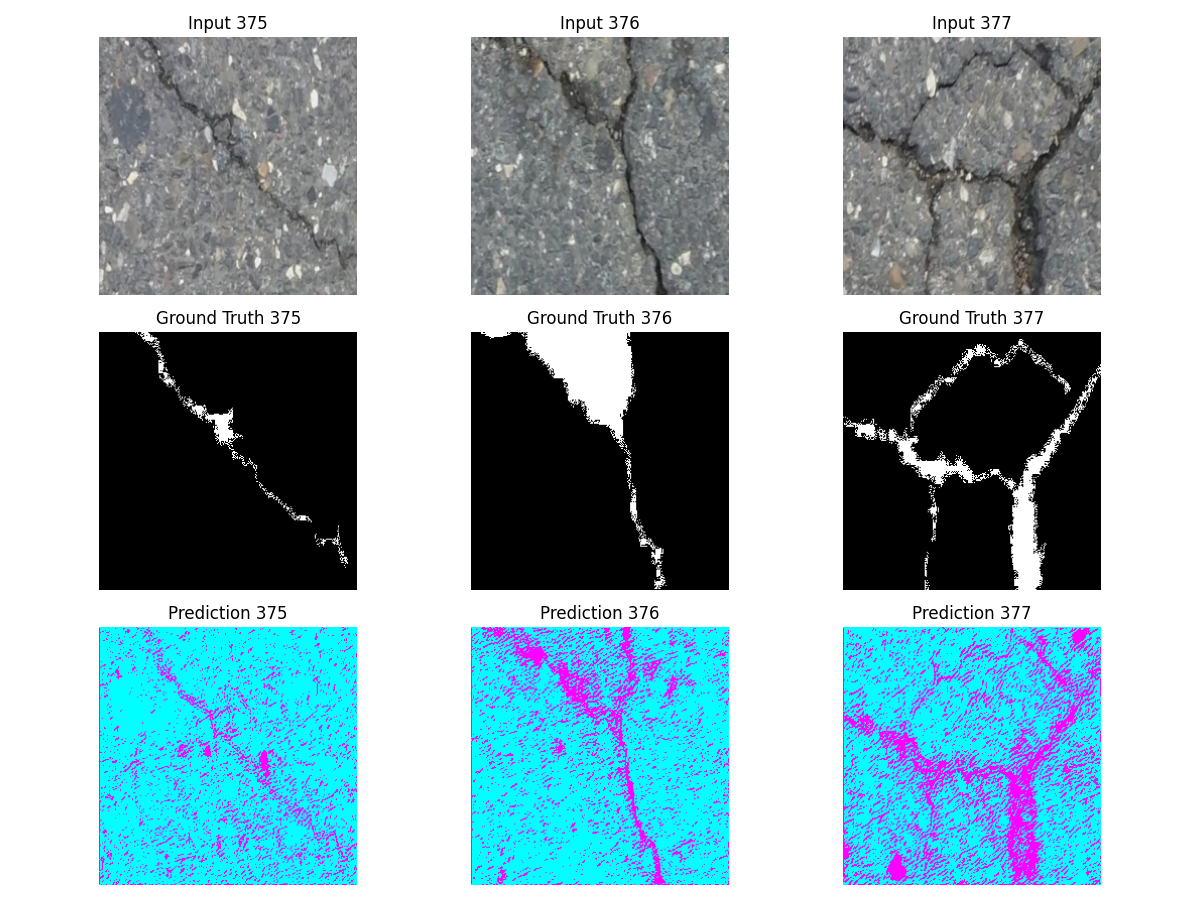 Input 375
Input 376
Input 377
Ground Truth 375
Ground Truth 376
Ground Truth 377
Prediction 375
Prediction 376
Prediction 377